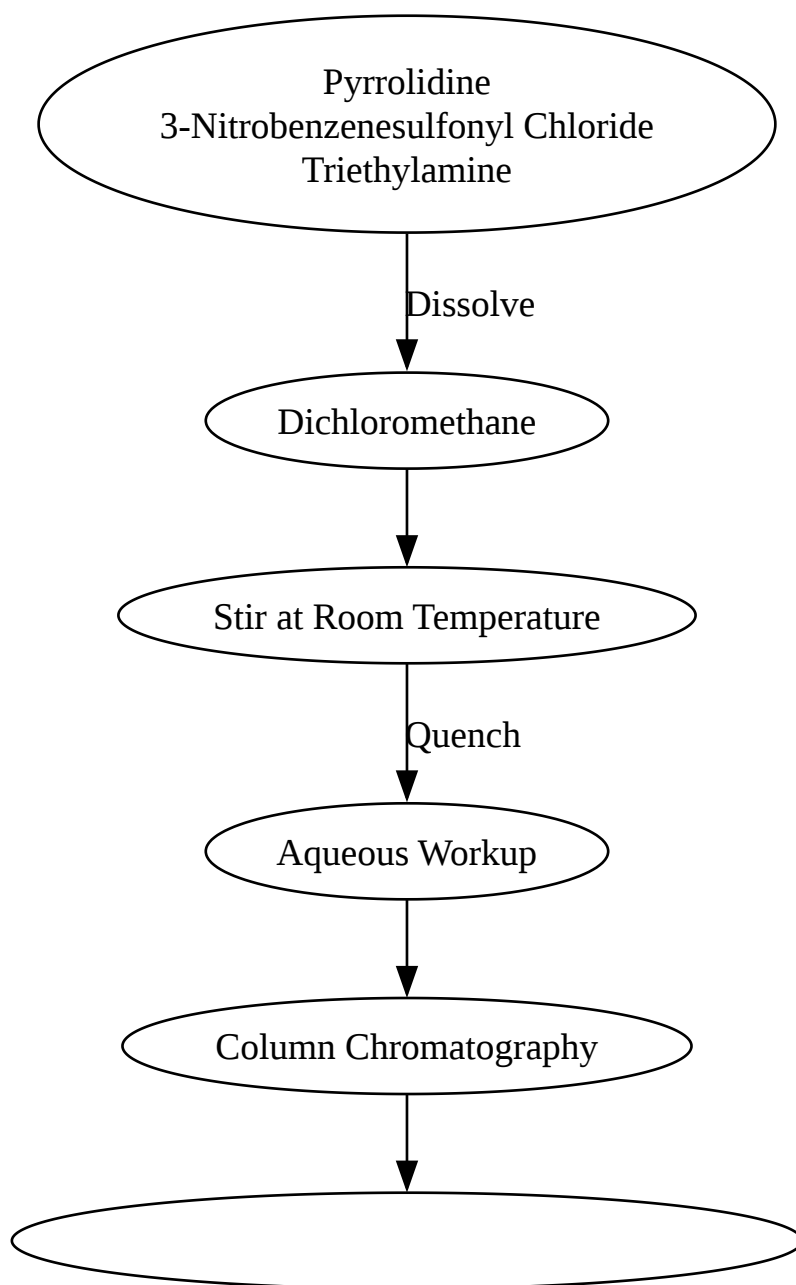 Pyrrolidine
3-Nitrobenzenesulfonyl Chloride
Triethylamine
Dissolve
Dichloromethane
Stir at Room Temperature
Quench
Aqueous Workup
Column Chromatography